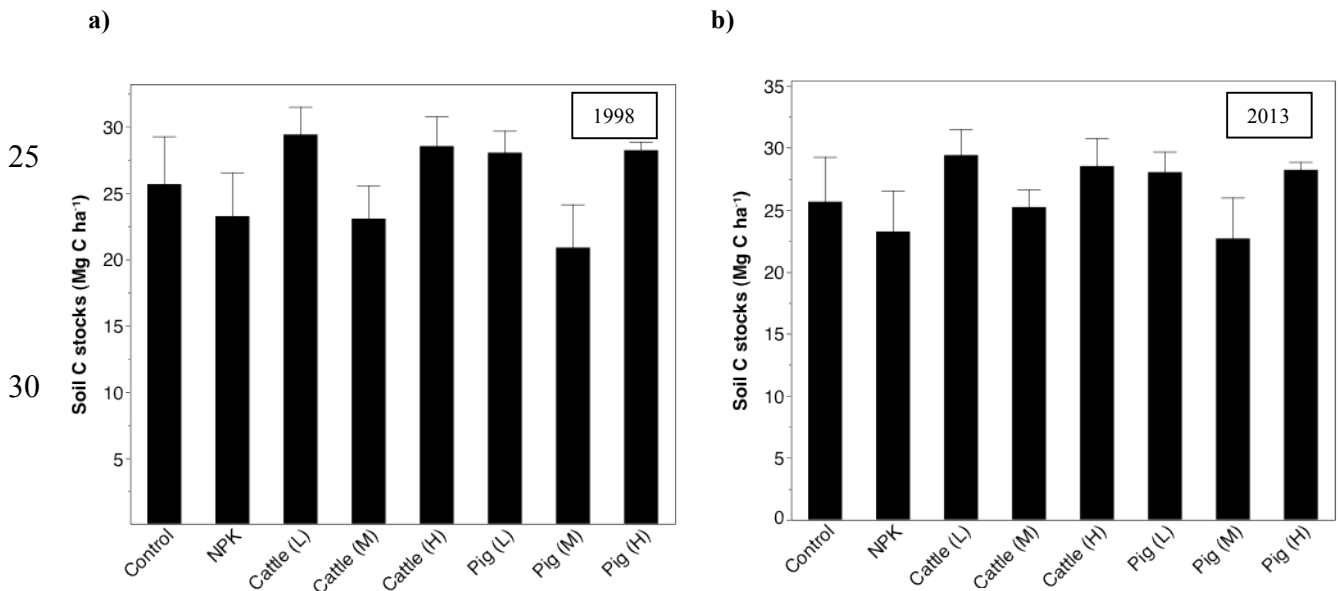 a)
1998
30
25
20
15
10
5
Soil C stocks (Mg C ha⁻¹)
Control
NPK
Cattle (L)
Cattle (M)
Cattle (H)
Pig (L)
Pig (M)
Pig (H)
25
30
b)
2013
35
30
25
20
15
10
5
0
Soil C stocks (Mg C ha⁻¹)
Control
NPK
Cattle (L)
Cattle (M)
Cattle (H)
Pig (L)
Pig (M)
Pig (H)